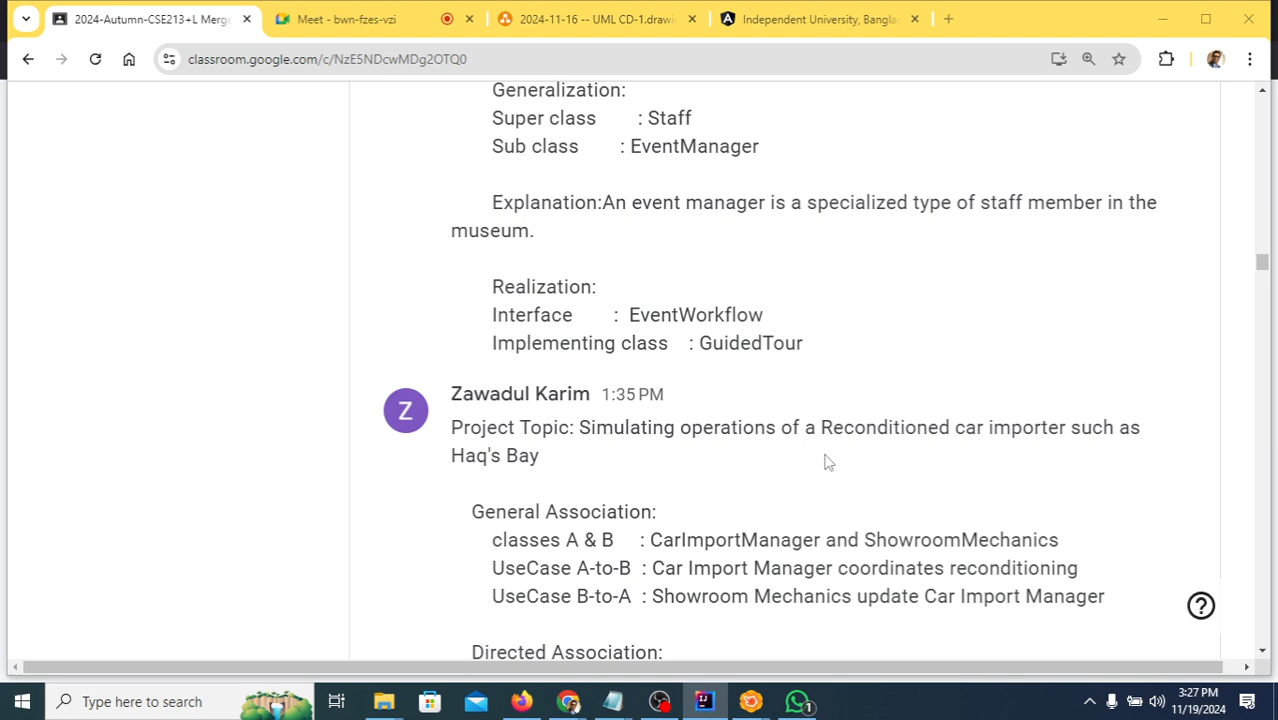 2024-Autumn-CSE213+L Merge
Meet - bwn-fzes-vzi
2024-11-16 -- UML CD-1.drawi
Independent University, Bangla
classroom.google.com/c/NzE5NDcwMDg2OTQ0
Generalization:
Super class : Staff
Sub class : EventManager
Explanation:An event manager is a specialized type of staff member in the
museum.
Realization:
Interface : EventWorkflow
Implementing class : GuidedTour
Z
Zawadul Karim 1:35 PM
Project Topic: Simulating operations of a Reconditioned car importer such as
Haq's Bay
General Association:
classes A & B : CarImportManager and ShowroomMechanics
UseCase A-to-B : Car Import Manager coordinates reconditioning
UseCase B-to-A : Showroom Mechanics update Car Import Manager
Directed Association:
Type here to search
1
3:27 PM
11/19/2024